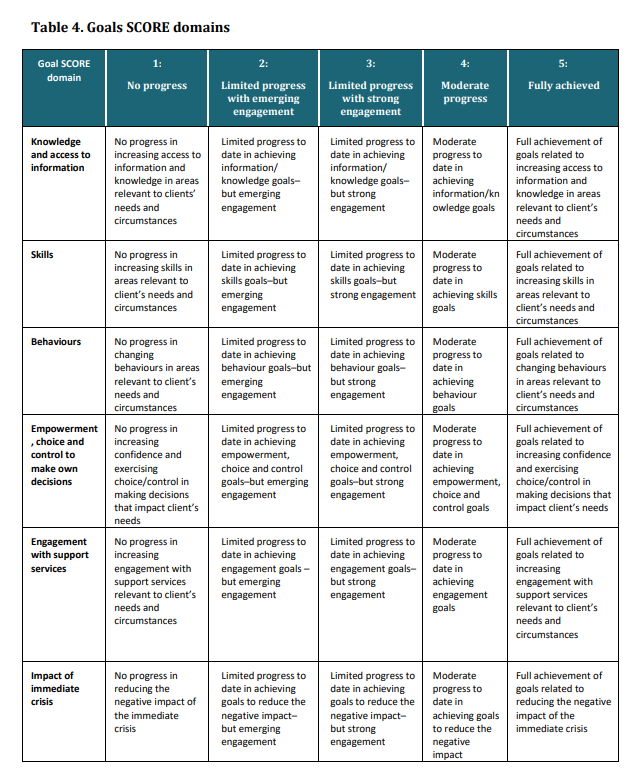 Table 4. Goals SCORE domains
Goal SCORE
domain
1:
No progress
2:
Limited progress
with emerging
engagement
3:
Limited progress
with strong
engagement
4:
Moderate
progress
5:
Fully achieved
Knowledge
and access to
information
No progress in
increasing access to
information and
knowledge in areas
relevant to clients’
needs and
circumstances
Limited progress to
date in achieving
information/
knowledge goals–
but emerging
engagement
Limited progress to
date in achieving
information/
knowledge goals–
but strong
engagement
Moderate
progress to
date in
achieving
information/kn
owledge goals
Full achievement of
goals related to
increasing access to
information and
knowledge in areas
relevant to client’s
needs and
circumstances
Skills
No progress in
increasing skills in
areas relevant to
client’s needs and
circumstances
Limited progress to
date in achieving
skills goals–but
emerging
engagement
Limited progress to
date in achieving
skills goals–but
strong engagement
Moderate
progress to
date in
achieving skills
goals
Full achievement of
goals related to
increasing skills in
areas relevant to
client’s needs and
circumstances
Behaviours
No progress in
changing
behaviours in areas
relevant to client’s
needs and
circumstances
Limited progress to
date in achieving
behaviour goals–but
emerging
engagement
Limited progress to
date in achieving
behaviour goals–
but strong
engagement
Moderate
progress to
date in
achieving
behaviour
goals
Full achievement of
goals related to
changing behaviours
in areas relevant to
client’s needs and
circumstances
Empowerment
, choice and
control to
make own
decisions
No progress in
increasing
confidence and
exercising
choice/control in
making decisions
that impact client’s
needs
Limited progress to
date in achieving
empowerment,
choice and control
goals–but emerging
engagement
Limited progress to
date in achieving
empowerment,
choice and control
goals–but strong
engagement
Moderate
progress to
date in
achieving
empowerment,
choice and
control goals
Full achievement of
goals related to
increasing confidence
and exercising
choice/control in
making decisions that
impact client’s needs
Engagement
with support
services
No progress in
increasing
engagement with
support services
relevant to client’s
needs and
circumstances
Limited progress to
date in achieving
engagement goals –
but emerging
engagement
Limited progress to
date in achieving
engagement goals–
but strong
engagement
Moderate
progress to
date in
achieving
engagement
goals
Full achievement of
goals related to
increasing
engagement with
support services
relevant to client’s
needs and
circumstances
Impact of
immediate
crisis
No progress in
reducing the
negative impact of
the immediate
crisis
Limited progress to
date in achieving
goals to reduce the
negative impact–
but emerging
engagement
Limited progress to
date in achieving
goals to reduce the
negative impact–
but strong
engagement
Moderate
progress to
date in
achieving goals
to reduce the
negative
impact
Full achievement of
goals related to
reducing the negative
impact of the
immediate crisis